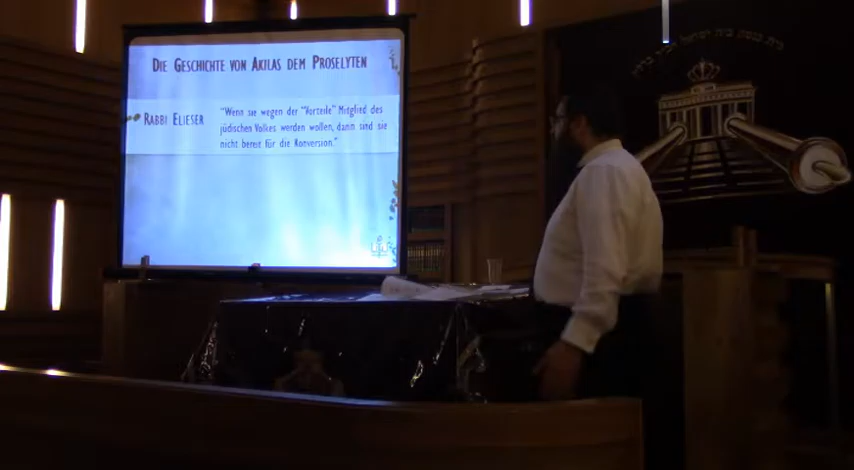 Die Geschichte von Akilas dem Proselyten
Rabbi Elieser
"Wenn sie wegen der "Vorteile" Mitglied des
jüdischen Volkes werden wollen, dann sind sie
nicht bereit für die Konversion."